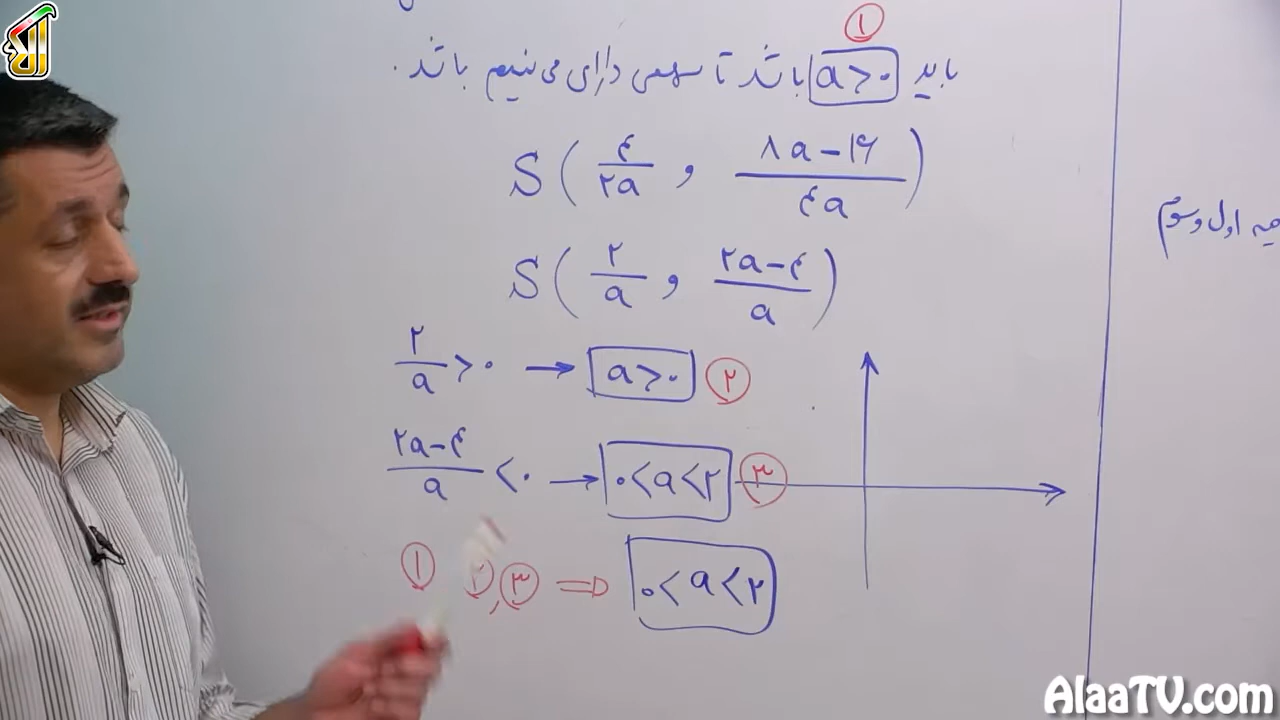 ①
باید a>۰ باشد تا سهمی دارای مینیمم باشد.
S(۴/۲a , (۸a-۱۶)/۴a)
S(۲/a , (۲a-۴)/a)
۲/a > ۰ → a>۰ ②
(۲a-۴)/a < ۰ → ۰<a<۲ ③
① ②,③ ⇒ ۰<a<۲
اول و سوم
AlaaTV.com